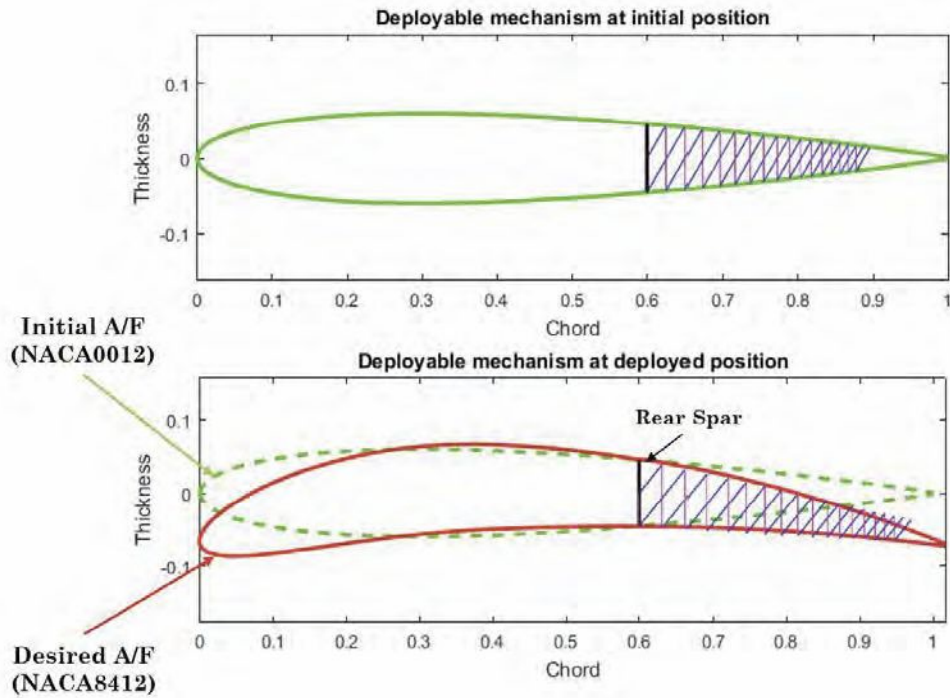 Deployable mechanism at initial position
Thickness
0.1
0
-0.1
0 0.1 0.2 0.3 0.4 0.5 0.6 0.7 0.8 0.9 1
Chord
Initial A/F
(NACA0012)
Deployable mechanism at deployed position
Rear Spar
Thickness
0.1
0
-0.1
0 0.1 0.2 0.3 0.4 0.5 0.6 0.7 0.8 0.9 1
Chord
Desired A/F
(NACA8412)